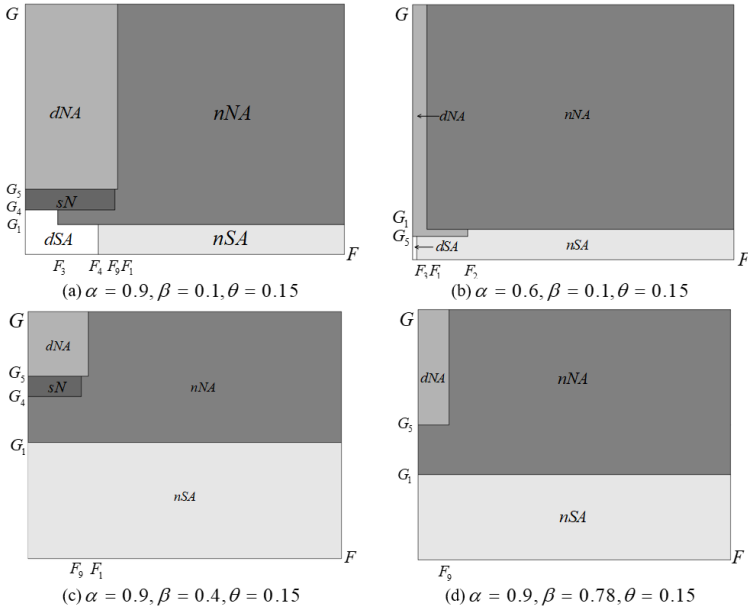 G
dNA
nNA
G5
sN
G4
G1
dSA
nSA
F
F3 F4 F9 F1
(a) α = 0.9, β = 0.1, θ = 0.15
G
dNA
nNA
G1
G5
dSA
nSA
F
F3 F1 F2
(b) α = 0.6, β = 0.1, θ = 0.15
G
dNA
G5
sN
nNA
G4
G1
nSA
F
F9 F1
(c) α = 0.9, β = 0.4, θ = 0.15
G
dNA
nNA
G5
G1
nSA
F
F9
(d) α = 0.9, β = 0.78, θ = 0.15